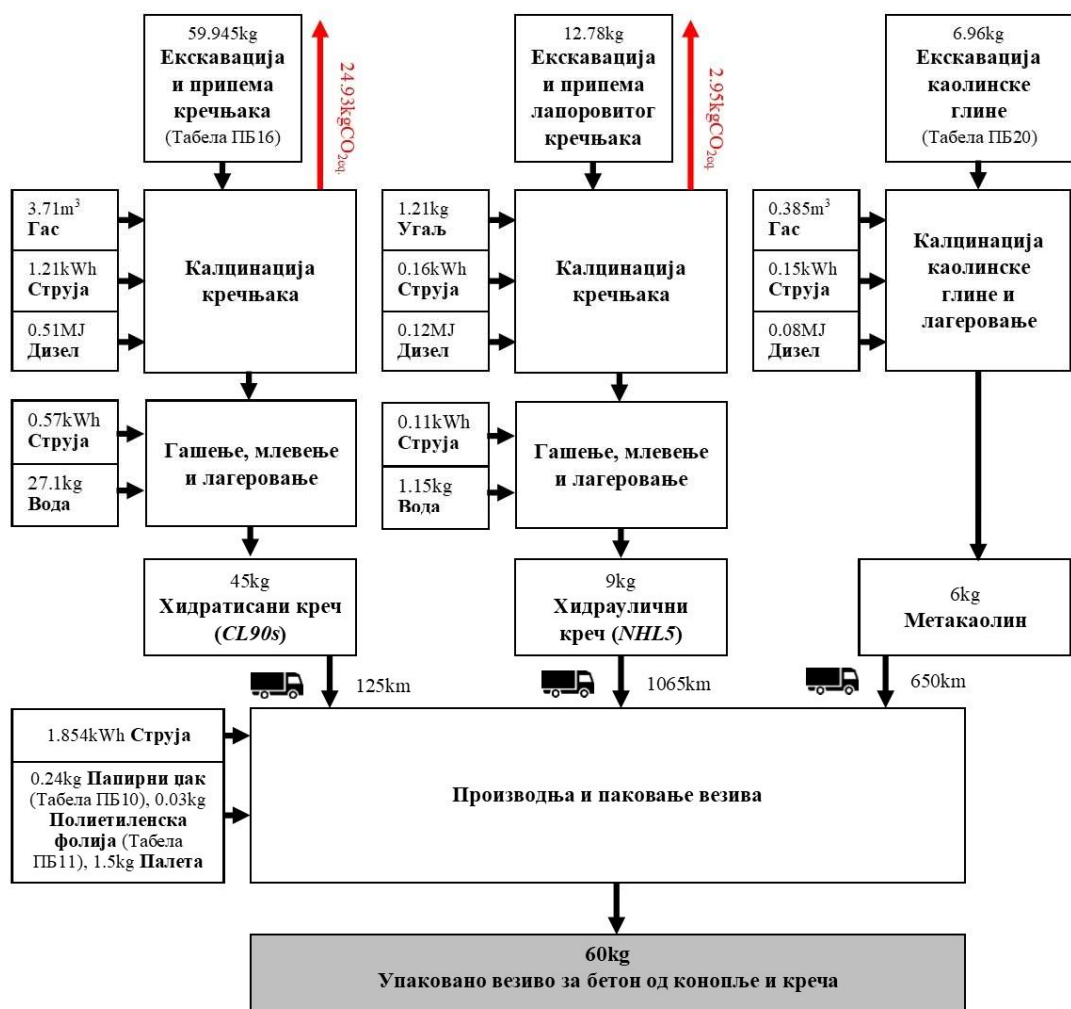 59.945kg
Екскавација
и припема
кречњака
(Табела ПБ16)
24.93kgCO2eq.
12.78kg
Екскавација
и припема
лапоровитог
кречњака
2.95kgCO2eq.
6.96kg
Екскавација
каолинске
глине
(Табела ПБ20)
3.71m³
Гас
1.21kWh
Струја
0.51MJ
Дизел
Калцинација
кречњака
1.21kg
Угаљ
0.16kWh
Струја
0.12MJ
Дизел
Калцинација
кречњака
0.385m³
Гас
0.15kWh
Струја
0.08MJ
Дизел
Калцинација
каолинске
глине и
лагеровање
0.57kWh
Струја
27.1kg
Вода
Гашење, млевење
и лагеровање
0.11kWh
Струја
1.15kg
Вода
Гашење, млевење
и лагеровање
45kg
Хидратисани креч
(CL90s)
9kg
Хидраулични
креч (NHL5)
6kg
Метакаолин
125km
1065km
650km
1.854kWh Струја
0.24kg Папирни џак
(Табела ПБ10), 0.03kg
Полиетиленска
фолија (Табела
ПБ11), 1.5kg Палета
Производња и паковање везива
60kg
Упаковано везиво за бетон од конопље и креча